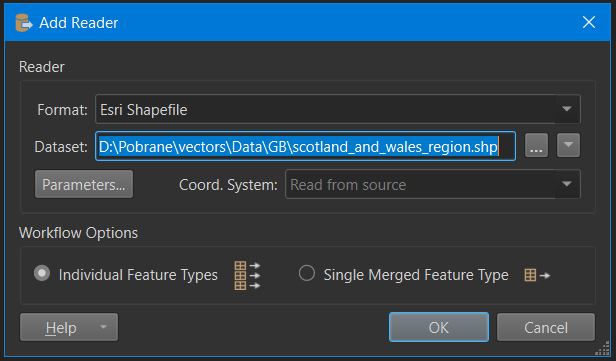 Add Reader
Reader
Format: Esri Shapefile
Dataset: D:\Pobrane\vectors\Data\GB\scotland_and_wales_region.shp ...
Parameters... Coord. System: Read from source
Workflow Options
Individual Feature Types Single Merged Feature Type
Help OK Cancel